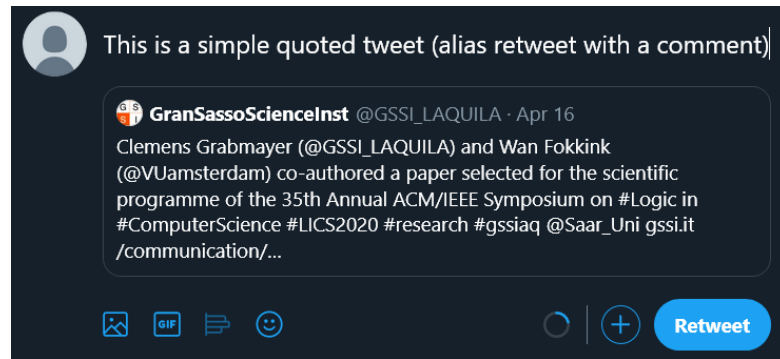 This is a simple quoted tweet (alias retweet with a comment)
GS
SI
GranSassoScienceInst @GSSI_LAQUILA · Apr 16
Clemens Grabmayer (@GSSI_LAQUILA) and Wan Fokkink
(@VUamsterdam) co-authored a paper selected for the scientific
programme of the 35th Annual ACM/IEEE Symposium on #Logic in
#ComputerScience #LICS2020 #research #gssiaq @Saar_Uni gssi.it
/communication/...
GIF
Retweet